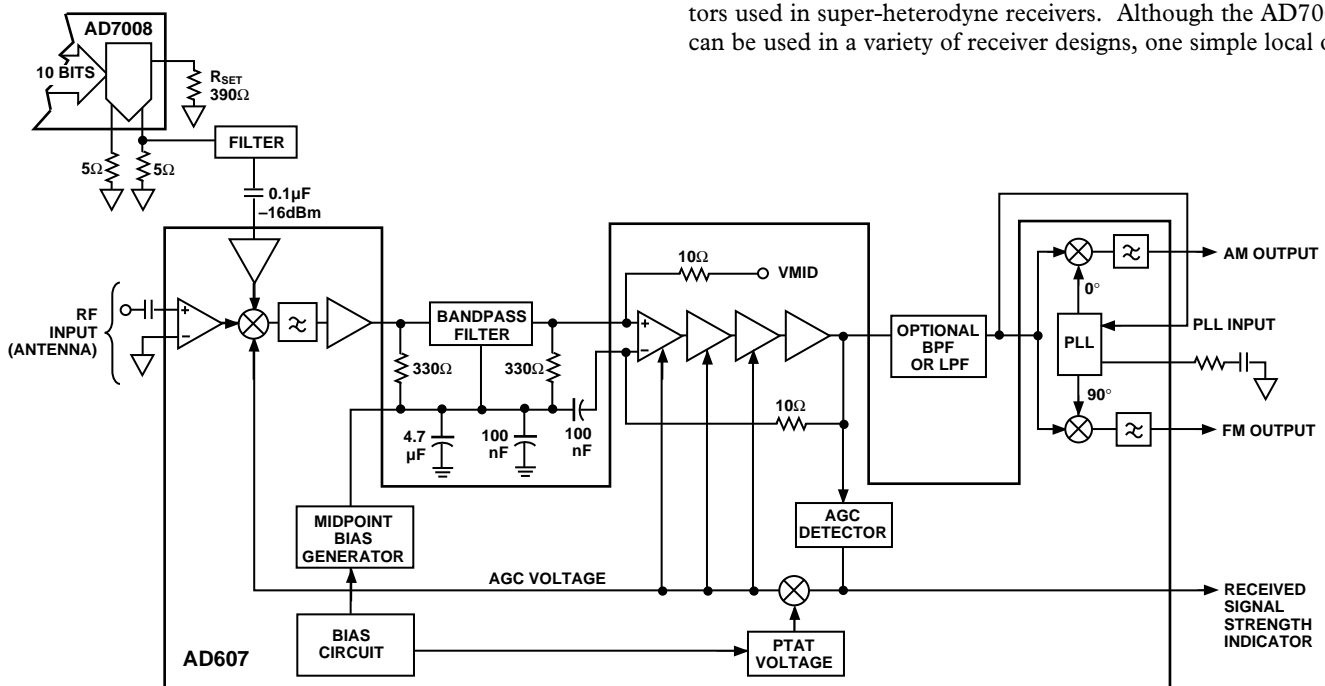 tors used in super-heterodyne receivers. Although the AD70
can be used in a variety of receiver designs, one simple local
AD7008
10 BITS
RSET
390Ω
5Ω
5Ω
FILTER
0.1µF
–16dBm
RF
INPUT
(ANTENNA)
+
–
330Ω
BANDPASS
FILTER
330Ω
4.7
µF
100
nF
100
nF
10Ω
VMID
+
–
10Ω
OPTIONAL
BPF
OR LPF
0°
PLL
90°
AM OUTPUT
PLL INPUT
FM OUTPUT
MIDPOINT
BIAS
GENERATOR
AGC
DETECTOR
AGC VOLTAGE
BIAS
CIRCUIT
PTAT
VOLTAGE
AD607
RECEIVED
SIGNAL
STRENGTH
INDICATOR